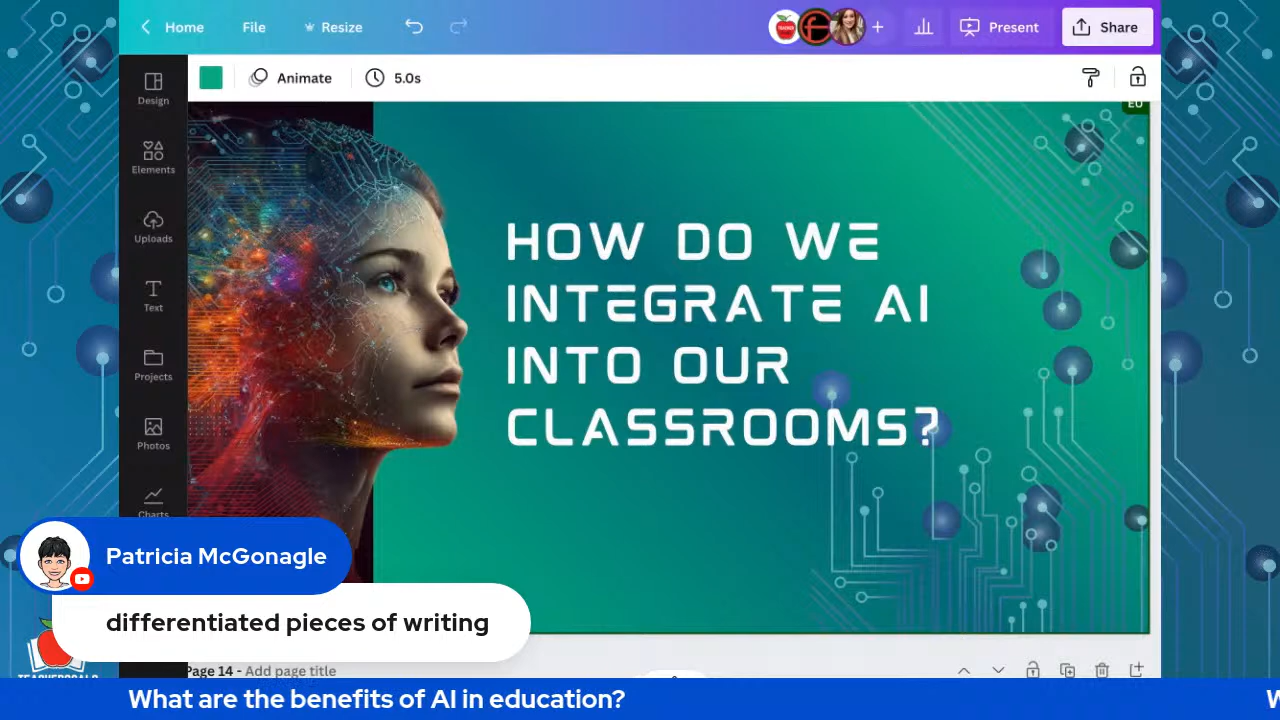 Home File Resize Present Share
Animate 5.0s
EU
Design
Elements
Uploads
Text
Projects
Photos
Charts
HOW DO WE
INTEGRATE AI
INTO OUR
CLASSROOMS?
Patricia McGonagle
differentiated pieces of writing
Page 14 - Add page title
What are the benefits of AI in education?
W